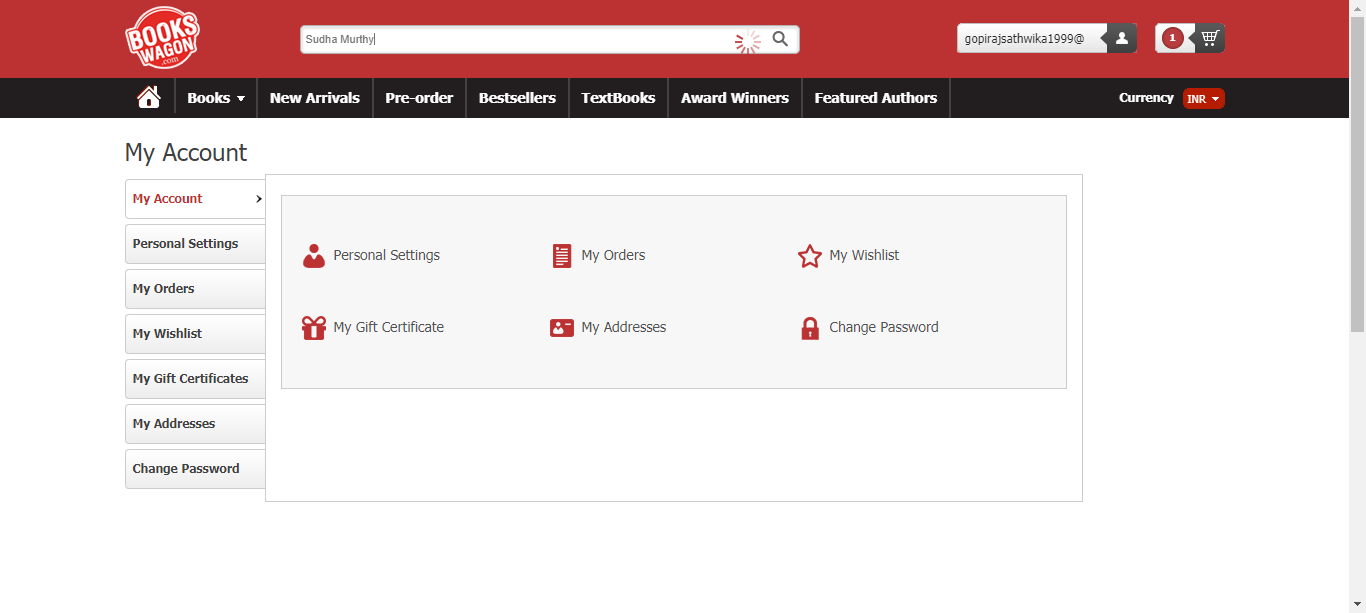 BOOKS
WAGON
.com
Sudha Murthy
gopirajsathwika1999@
1
Books
New Arrivals
Pre-order
Bestsellers
TextBooks
Award Winners
Featured Authors
Currency
INR
My Account
My Account
Personal Settings
My Orders
My Wishlist
My Gift Certificates
My Addresses
Change Password
Personal Settings
My Orders
My Wishlist
My Gift Certificate
My Addresses
Change Password